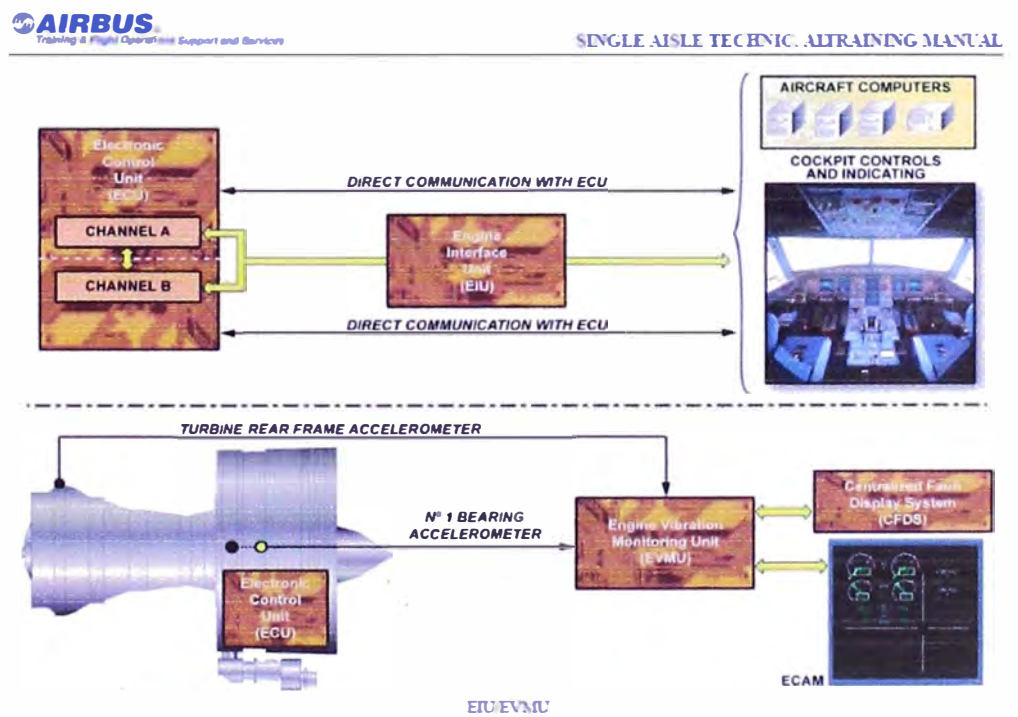 AIRBUS
Training & Flight Operations Support and Services
SINGLE AISLE TECHNICAL TRAINING MANUAL
AIRCRAFT COMPUTERS
COCKPIT CONTROLS
AND INDICATING
Electronic
Control
Unit
(ECU)
CHANNEL A
CHANNEL B
DIRECT COMMUNICATION WITH ECU
Engine
Interface
Unit
(EIU)
DIRECT COMMUNICATION WITH ECU
TURBINE REAR FRAME ACCELEROMETER
N° 1 BEARING
ACCELEROMETER
Electronic
Control
Unit
(ECU)
Engine Vibration
Monitoring Unit
(EVMU)
Centralized Fault
Display System
(CFDS)
ECAM
EIU/EVMU